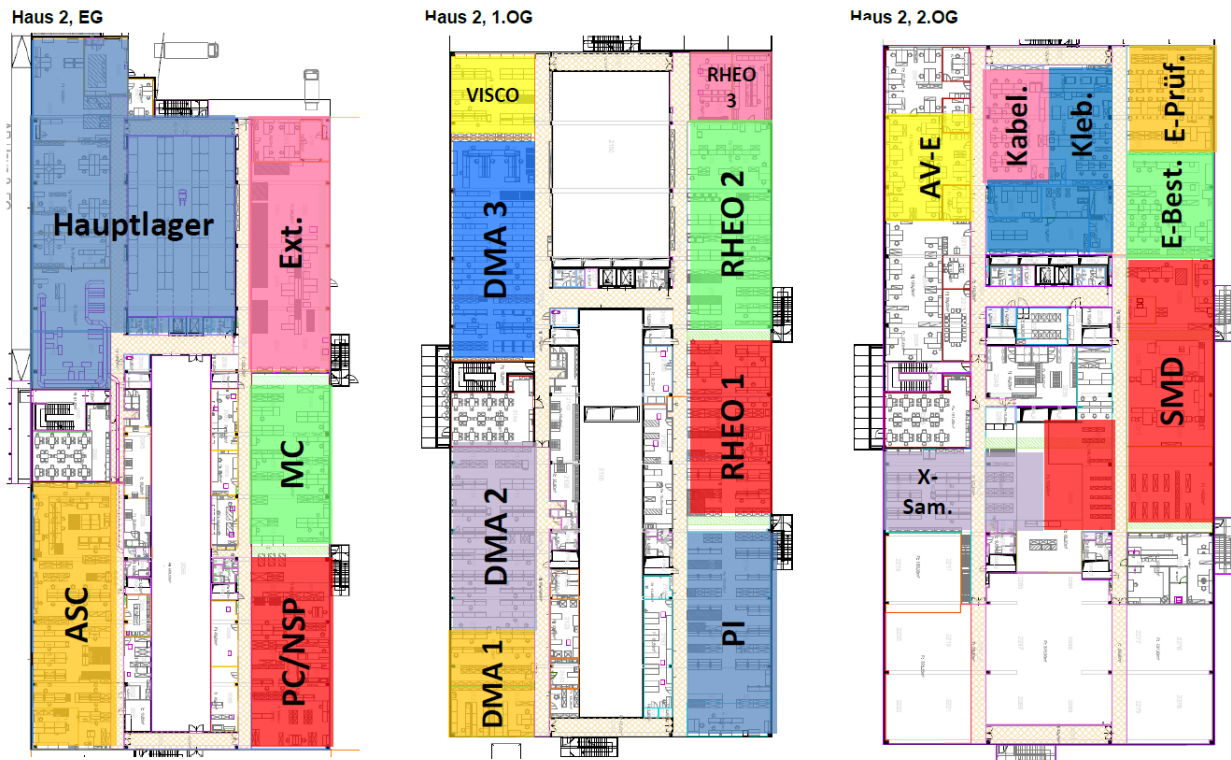 Haus 2, EG
Hauptlager
Ext.
MC
ASC
PC/NSP
Haus 2, 1.OG
VISCO
RHEO
3
DMA 3
RHEO 2
RHEO 1
DMA 2
DMA 1
PI
Haus 2, 2.OG
AV-E
Kabel.
Kleb.
E-Prüf.
E-Best.
SMD
X-
Sam.